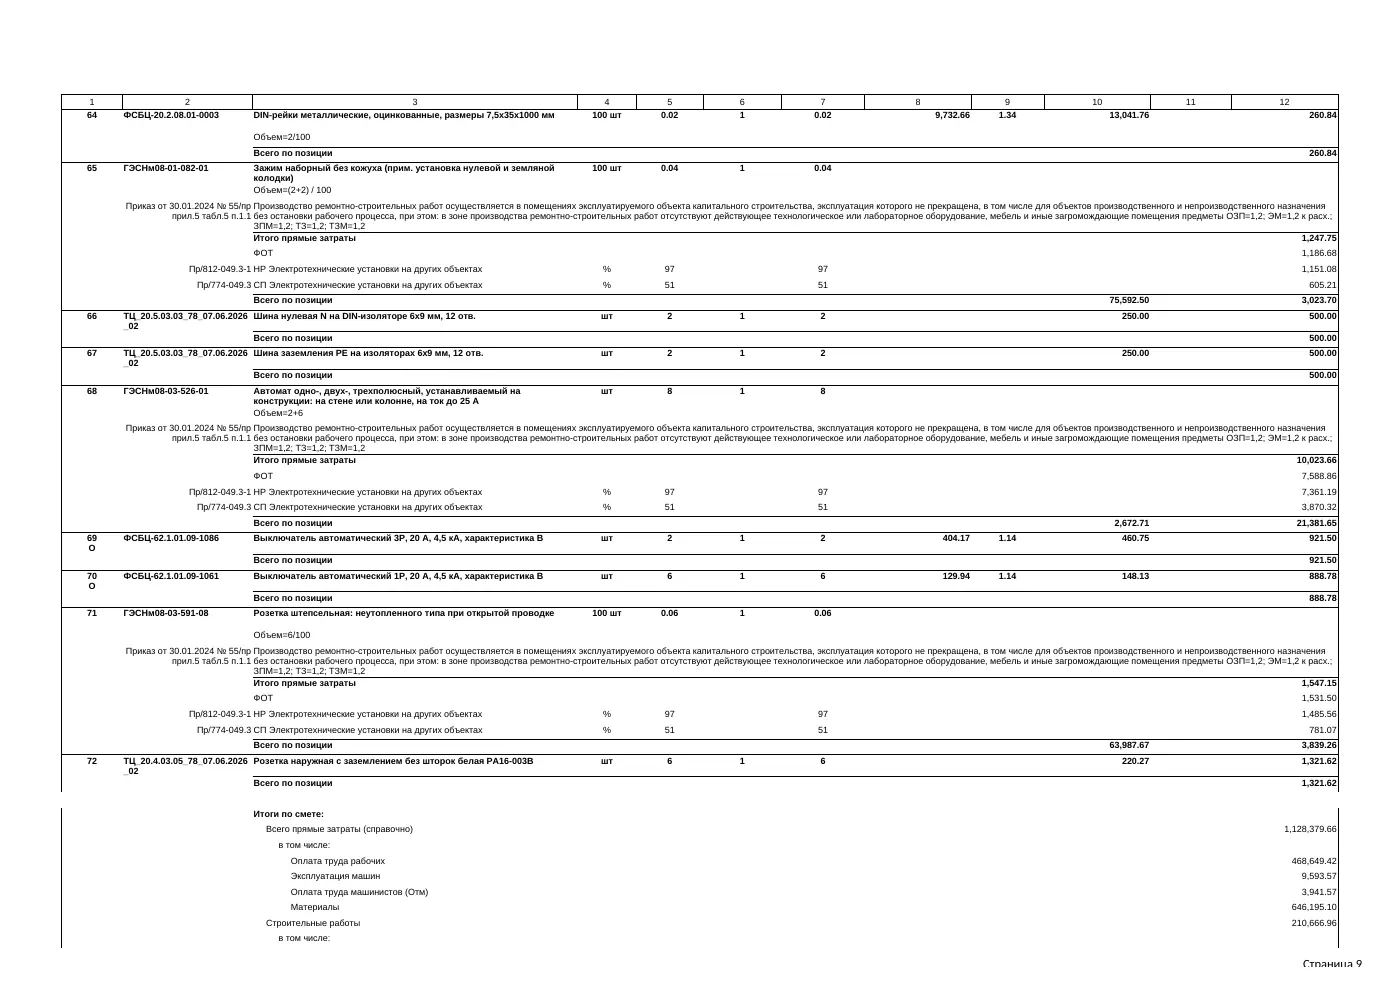 1 2 3 4 5 6 7 8 9 10 11 12
64 ФСБЦ-20.2.08.01-0003 DIN-рейки металлические, оцинкованные, размеры 7,5х35х1000 мм 100 шт 0.02 1 0.02 9,732.66 1.34 13,041.76 260.84
Объем=2/100
Всего по позиции 260.84
65 ГЭСНм08-01-082-01 Зажим наборный без кожуха (прим. установка нулевой и земляной 100 шт 0.04 1 0.04
колодки)
Объем=(2+2) / 100
Приказ от 30.01.2024 № 55/пр Производство ремонтно-строительных работ осуществляется в помещениях эксплуатируемого объекта капитального строительства, эксплуатация которого не прекращена, в том числе для объектов производственного и непроизводственного назначения
прил.5 табл.5 п.1.1 без остановки рабочего процесса, при этом: в зоне производства ремонтно-строительных работ отсутствуют действующее технологическое или лабораторное оборудование, мебель и иные загромождающие помещения предметы ОЗП=1,2; ЭМ=1,2 к расх.;
ЗПМ=1,2; ТЗ=1,2; ТЗМ=1,2
Итого прямые затраты 1,247.75
ФОТ 1,186.68
Пр/812-049.3-1 НР Электротехнические установки на других объектах % 97 97 1,151.08
Пр/774-049.3 СП Электротехнические установки на других объектах % 51 51 605.21
Всего по позиции 75,592.50 3,023.70
66 ТЦ_20.5.03.03_78_07.06.2026 Шина нулевая N на DIN-изоляторе 6х9 мм, 12 отв. шт 2 1 2 250.00 500.00
_02
Всего по позиции 500.00
67 ТЦ_20.5.03.03_78_07.06.2026 Шина заземления PE на изоляторах 6х9 мм, 12 отв. шт 2 1 2 250.00 500.00
_02
Всего по позиции 500.00
68 ГЭСНм08-03-526-01 Автомат одно-, двух-, трехполюсный, устанавливаемый на шт 8 1 8
конструкции: на стене или колонне, на ток до 25 А
Объем=2+6
Приказ от 30.01.2024 № 55/пр Производство ремонтно-строительных работ осуществляется в помещениях эксплуатируемого объекта капитального строительства, эксплуатация которого не прекращена, в том числе для объектов производственного и непроизводственного назначения
прил.5 табл.5 п.1.1 без остановки рабочего процесса, при этом: в зоне производства ремонтно-строительных работ отсутствуют действующее технологическое или лабораторное оборудование, мебель и иные загромождающие помещения предметы ОЗП=1,2; ЭМ=1,2 к расх.;
ЗПМ=1,2; ТЗ=1,2; ТЗМ=1,2
Итого прямые затраты 10,023.66
ФОТ 7,588.86
Пр/812-049.3-1 НР Электротехнические установки на других объектах % 97 97 7,361.19
Пр/774-049.3 СП Электротехнические установки на других объектах % 51 51 3,870.32
Всего по позиции 2,672.71 21,381.65
69 ФСБЦ-62.1.01.09-1086 Выключатель автоматический 3Р, 20 А, 4,5 кА, характеристика В шт 2 1 2 404.17 1.14 460.75 921.50
О
Всего по позиции 921.50
70 ФСБЦ-62.1.01.09-1061 Выключатель автоматический 1Р, 20 А, 4,5 кА, характеристика В шт 6 1 6 129.94 1.14 148.13 888.78
О
Всего по позиции 888.78
71 ГЭСНм08-03-591-08 Розетка штепсельная: неутопленного типа при открытой проводке 100 шт 0.06 1 0.06
Объем=6/100
Приказ от 30.01.2024 № 55/пр Производство ремонтно-строительных работ осуществляется в помещениях эксплуатируемого объекта капитального строительства, эксплуатация которого не прекращена, в том числе для объектов производственного и непроизводственного назначения
прил.5 табл.5 п.1.1 без остановки рабочего процесса, при этом: в зоне производства ремонтно-строительных работ отсутствуют действующее технологическое или лабораторное оборудование, мебель и иные загромождающие помещения предметы ОЗП=1,2; ЭМ=1,2 к расх.;
ЗПМ=1,2; ТЗ=1,2; ТЗМ=1,2
Итого прямые затраты 1,547.15
ФОТ 1,531.50
Пр/812-049.3-1 НР Электротехнические установки на других объектах % 97 97 1,485.56
Пр/774-049.3 СП Электротехнические установки на других объектах % 51 51 781.07
Всего по позиции 63,987.67 3,839.26
72 ТЦ_20.4.03.05_78_07.06.2026 Розетка наружная с заземлением без шторок белая РА16-003В шт 6 1 6 220.27 1,321.62
_02
Всего по позиции 1,321.62
Итоги по смете:
Всего прямые затраты (справочно) 1,128,379.66
в том числе:
Оплата труда рабочих 468,649.42
Эксплуатация машин 9,593.57
Оплата труда машинистов (Отм) 3,941.57
Материалы 646,195.10
Строительные работы 210,666.96
в том числе:
Страница 9